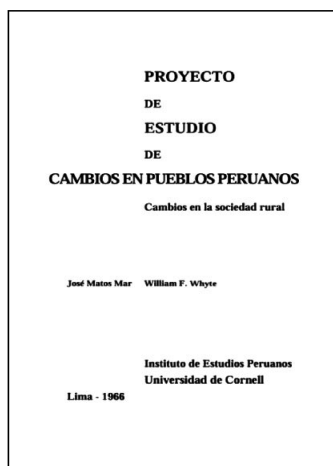 PROYECTO
DE
ESTUDIO
DE
CAMBIOS EN PUEBLOS PERUANOS
Cambios en la sociedad rural
José Matos Mar William F. Whyte
Instituto de Estudios Peruanos
Universidad de Cornell
Lima - 1966